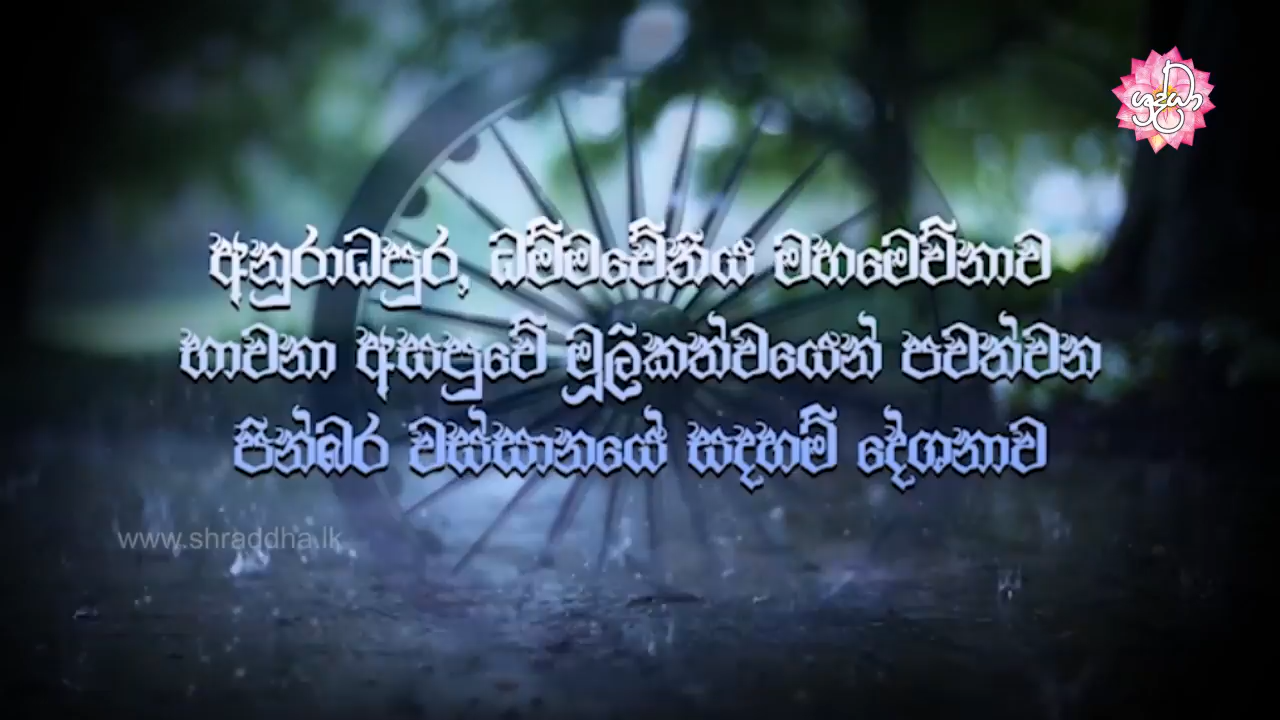 ශ්‍රද්ධා
අනුරාධපුර, ධම්මචේතිය මහමෙව්නාව
භාවනා අසපුවේ මූලිකත්වයෙන් පවත්වන
පින්බර වස්සානයේ සදහම් දේශනාව
www.shraddha.lk